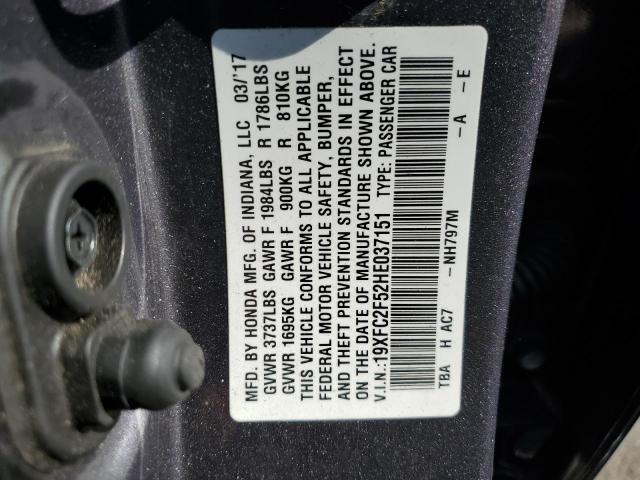 MFD. BY HONDA MFG. OF INDIANA, LLC 03/'17
GVWR 3737LBS GAWR F 1984LBS R 1786LBS
GVWR 1695KG GAWR F 900KG R 810KG
THIS VEHICLE CONFORMS TO ALL APPLICABLE
FEDERAL MOTOR VEHICLE SAFETY, BUMPER,
AND THEFT PREVENTION STANDARDS IN EFFECT
ON THE DATE OF MANUFACTURE SHOWN ABOVE.
V.I.N.:19XFC2F52HE037151 TYPE: PASSENGER CAR
TBA H AC7 -NH797M -A -E